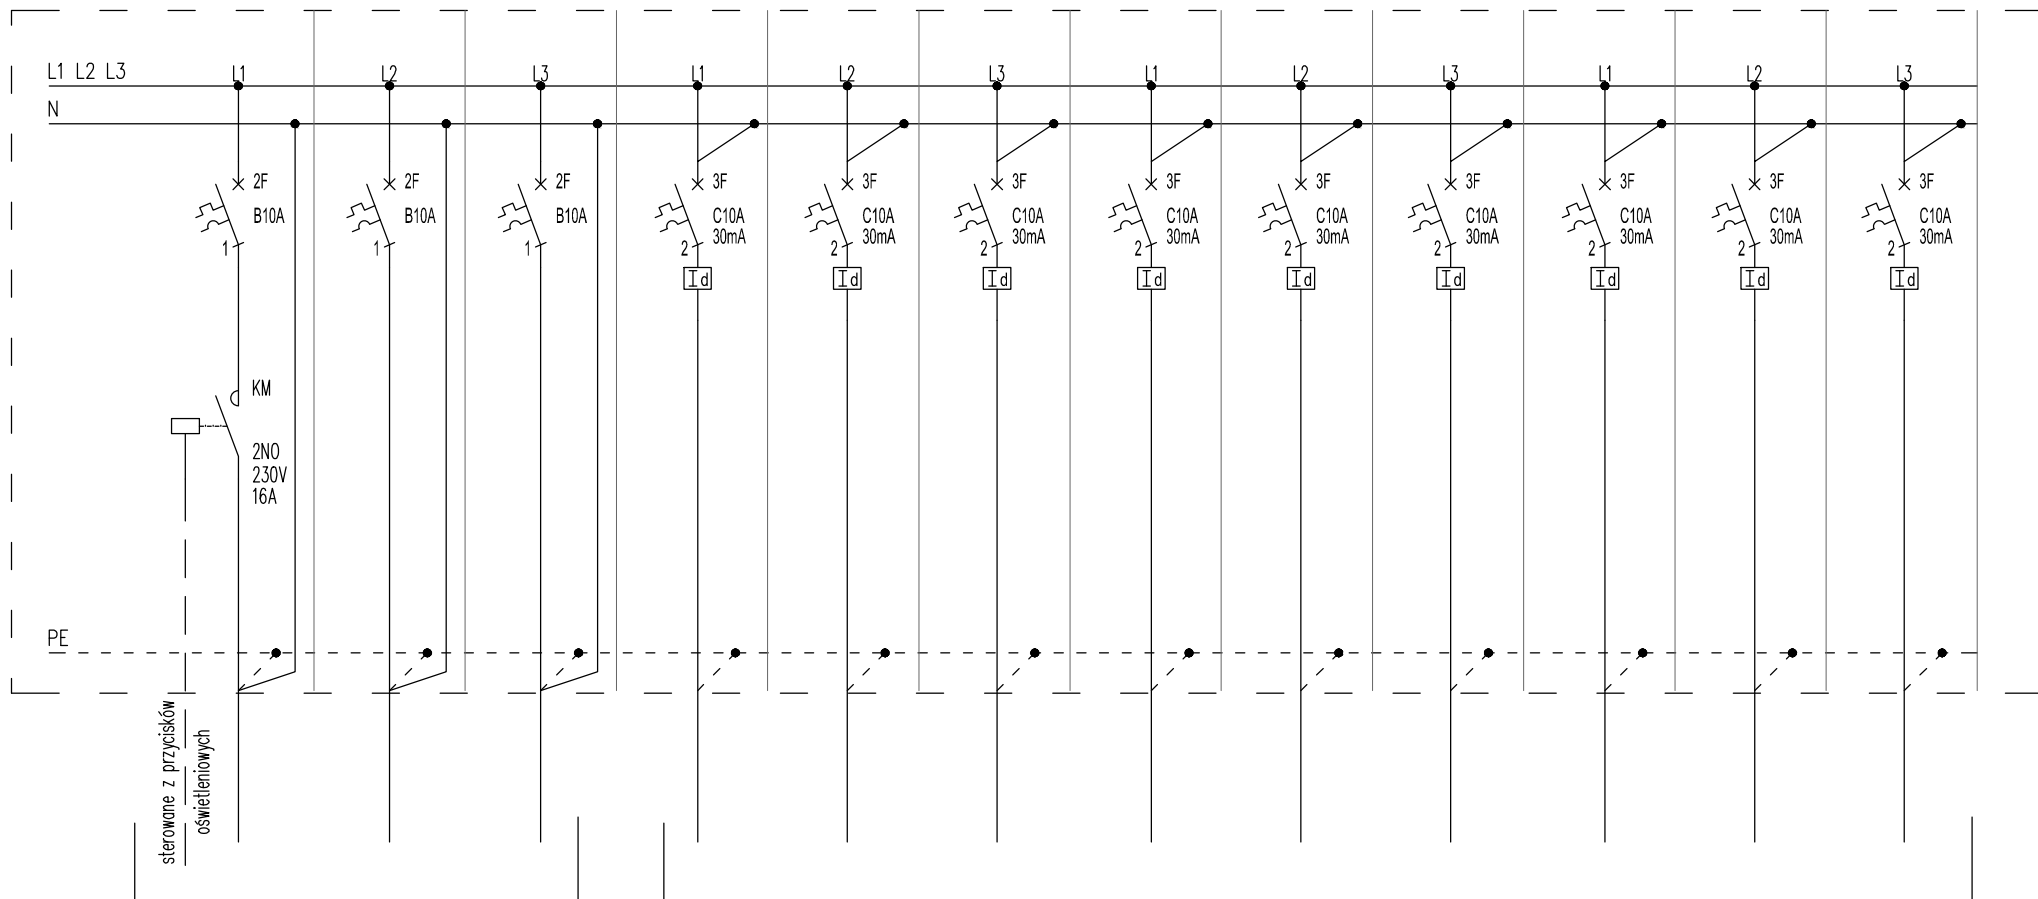 L1 L2 L3
L1
L2
L3
L1
L2
L3
L1
L2
L3
L1
L2
L3
N
2F
B10A
1
2F
B10A
1
2F
B10A
1
3F
C10A
30mA
2
Id
3F
C10A
30mA
2
Id
3F
C10A
30mA
2
Id
3F
C10A
30mA
2
Id
3F
C10A
30mA
2
Id
3F
C10A
30mA
2
Id
3F
C10A
30mA
2
Id
3F
C10A
30mA
2
Id
3F
C10A
30mA
2
Id
KM
2NO
230V
16A
PE
sterowane z przycisków
oświetleniowych